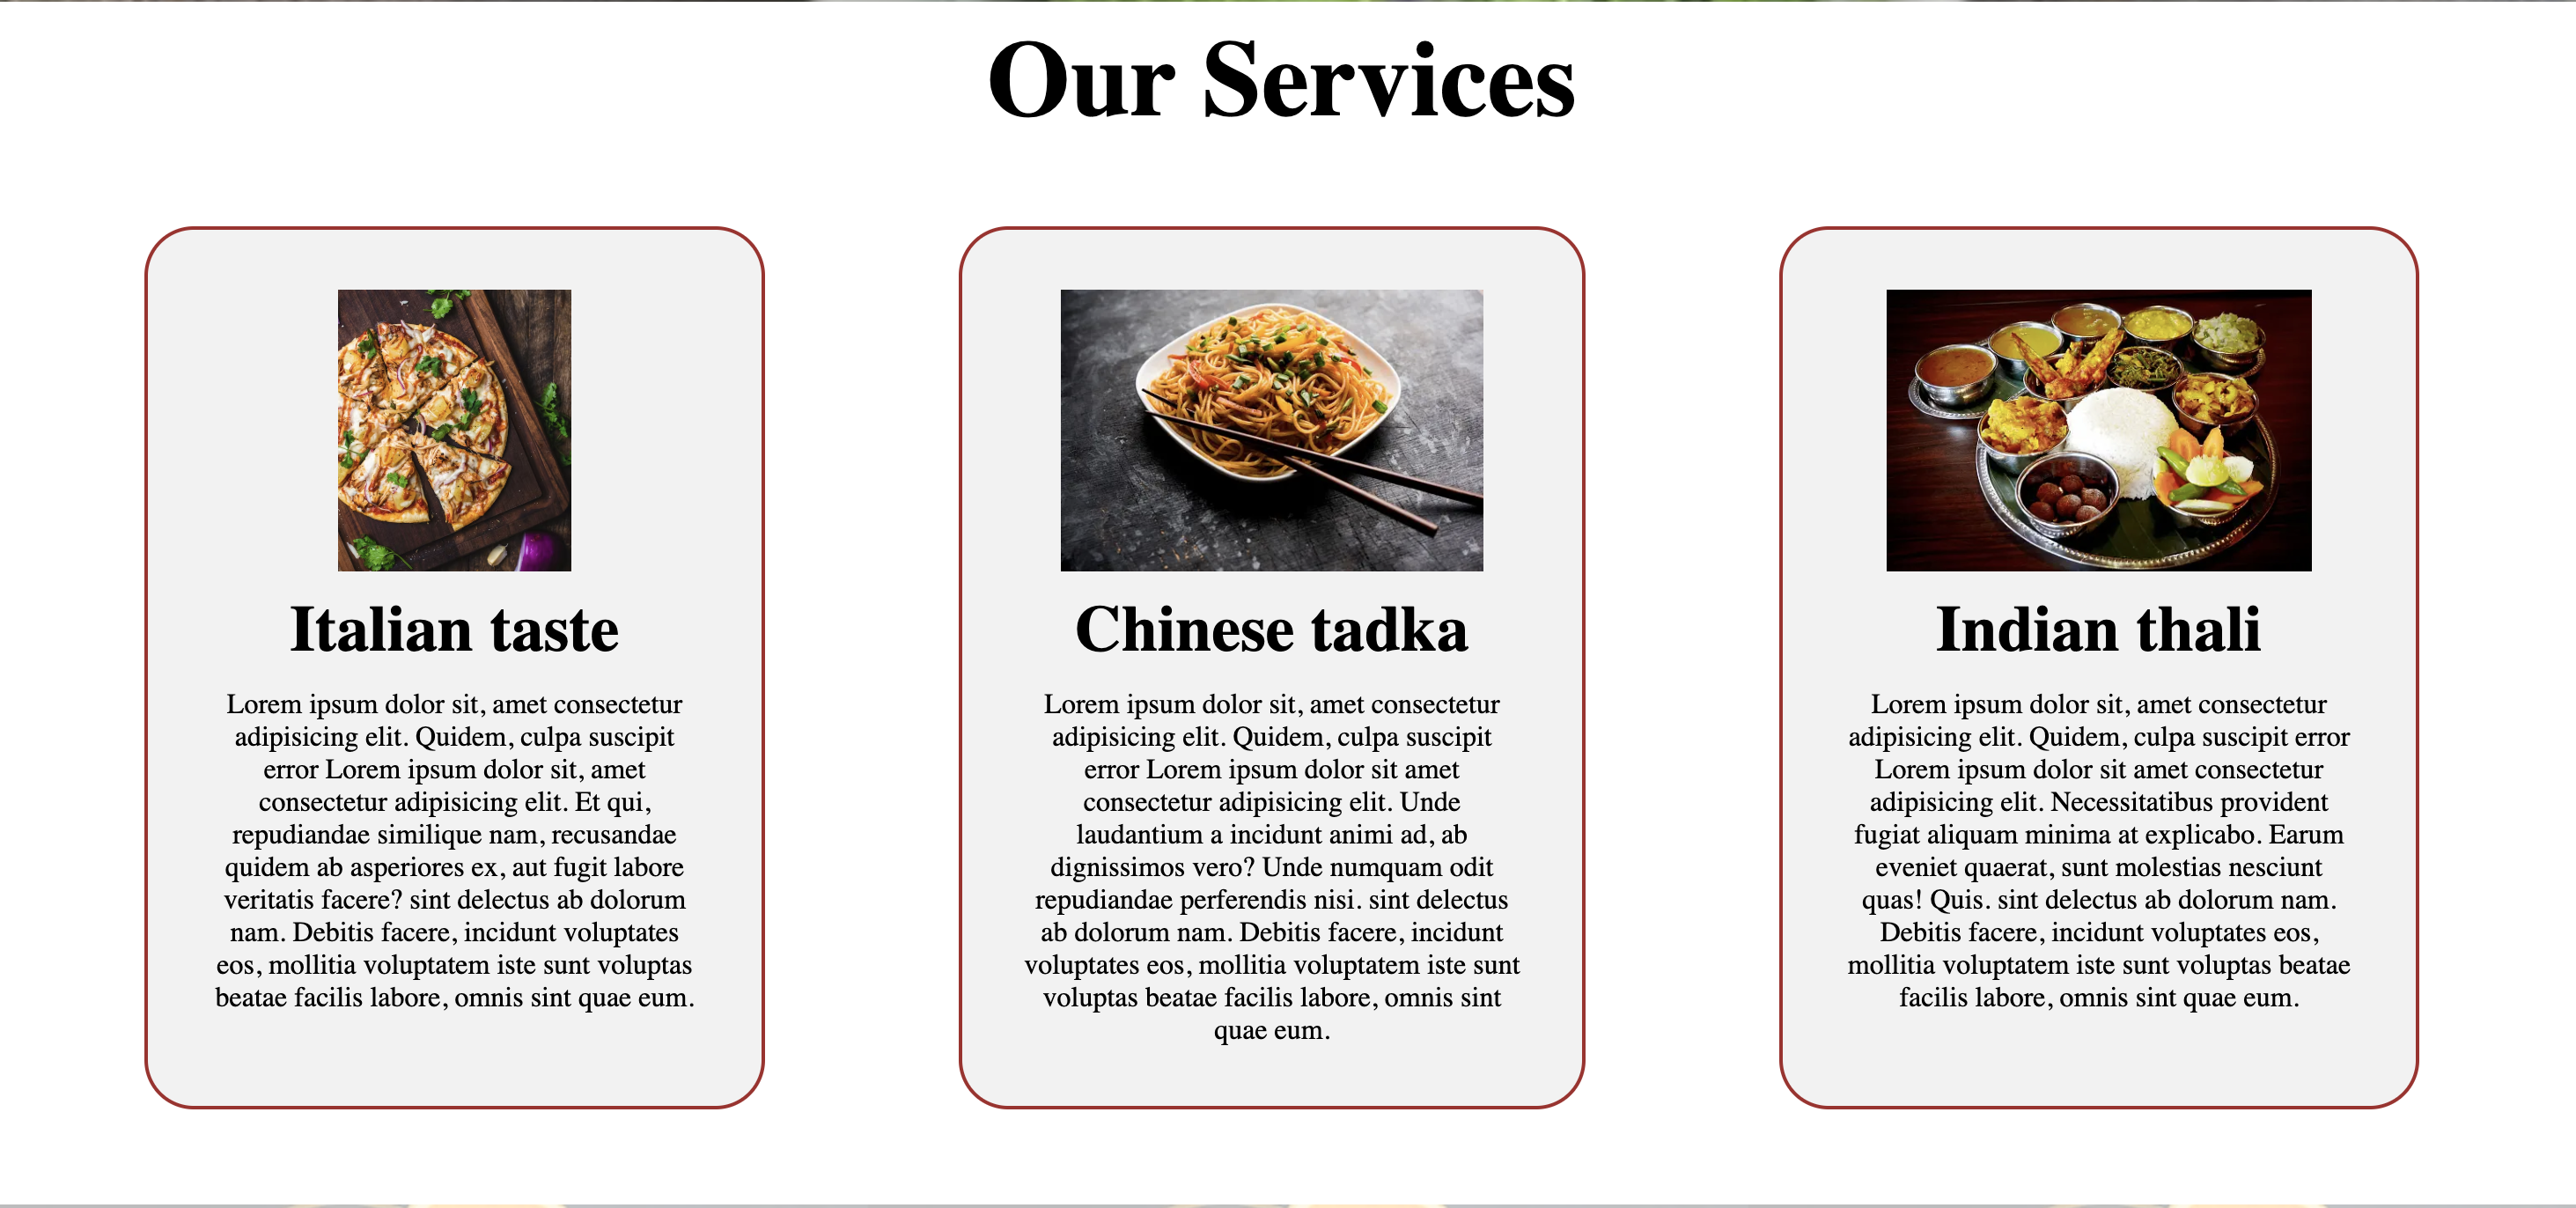 Our Services
Italian taste
Lorem ipsum dolor sit, amet consectetur
adipisicing elit. Quidem, culpa suscipit
error Lorem ipsum dolor sit, amet
consectetur adipisicing elit. Et qui,
repudiandae similique nam, recusandae
quidem ab asperiores ex, aut fugit labore
veritatis facere? sint delectus ab dolorum
nam. Debitis facere, incidunt voluptates
eos, mollitia voluptatem iste sunt voluptas
beatae facilis labore, omnis sint quae eum.
Chinese tadka
Lorem ipsum dolor sit, amet consectetur
adipisicing elit. Quidem, culpa suscipit
error Lorem ipsum dolor sit amet
consectetur adipisicing elit. Unde
laudantium a incidunt animi ad, ab
dignissimos vero? Unde numquam odit
repudiandae perferendis nisi. sint delectus
ab dolorum nam. Debitis facere, incidunt
voluptates eos, mollitia voluptatem iste sunt
voluptas beatae facilis labore, omnis sint
quae eum.
Indian thali
Lorem ipsum dolor sit, amet consectetur
adipisicing elit. Quidem, culpa suscipit error
Lorem ipsum dolor sit amet consectetur
adipisicing elit. Necessitatibus provident
fugiat aliquam minima at explicabo. Earum
eveniet quaerat, sunt molestias nesciunt
quas! Quis. sint delectus ab dolorum nam.
Debitis facere, incidunt voluptates eos,
mollitia voluptatem iste sunt voluptas beatae
facilis labore, omnis sint quae eum.